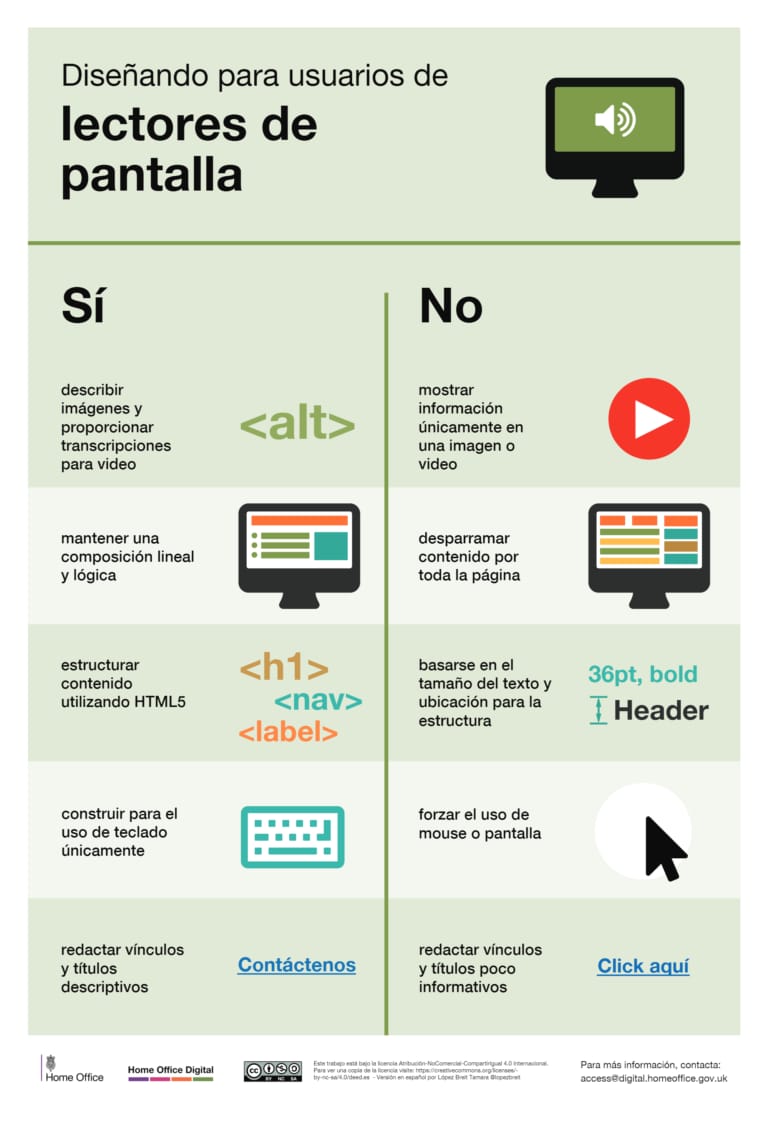 Diseñando para usuarios de
lectores de
pantalla
Sí
describir
imágenes y
proporcionar
transcripciones
para video
<alt>
mantener una
composición lineal
y lógica
estructurar
contenido
utilizando HTML5
<h1>
<nav>
<label>
construir para el
uso de teclado
únicamente
redactar vínculos
y títulos
descriptivos
Contáctenos
No
mostrar
información
únicamente en
una imagen o
video
desparramar
contenido por
toda la página
basarse en el
tamaño del texto y
ubicación para la
estructura
36pt, bold
Header
forzar el uso de
mouse o pantalla
redactar vínculos
y títulos poco
informativos
Click aquí
Home Office
Home Office Digital
cc
BY NC SA
Este trabajo está bajo la licencia Atribución-NoComercial-CompartirIgual 4.0 Internacional.
Para ver una copia de la licencia visite: https://creativecommons.org/licenses/-
by-nc-sa/4.0/deed.es - Versión en español por López Breit Tamara @lopezbreit
Para más información, contacta:
access@digital.homeoffice.gov.uk